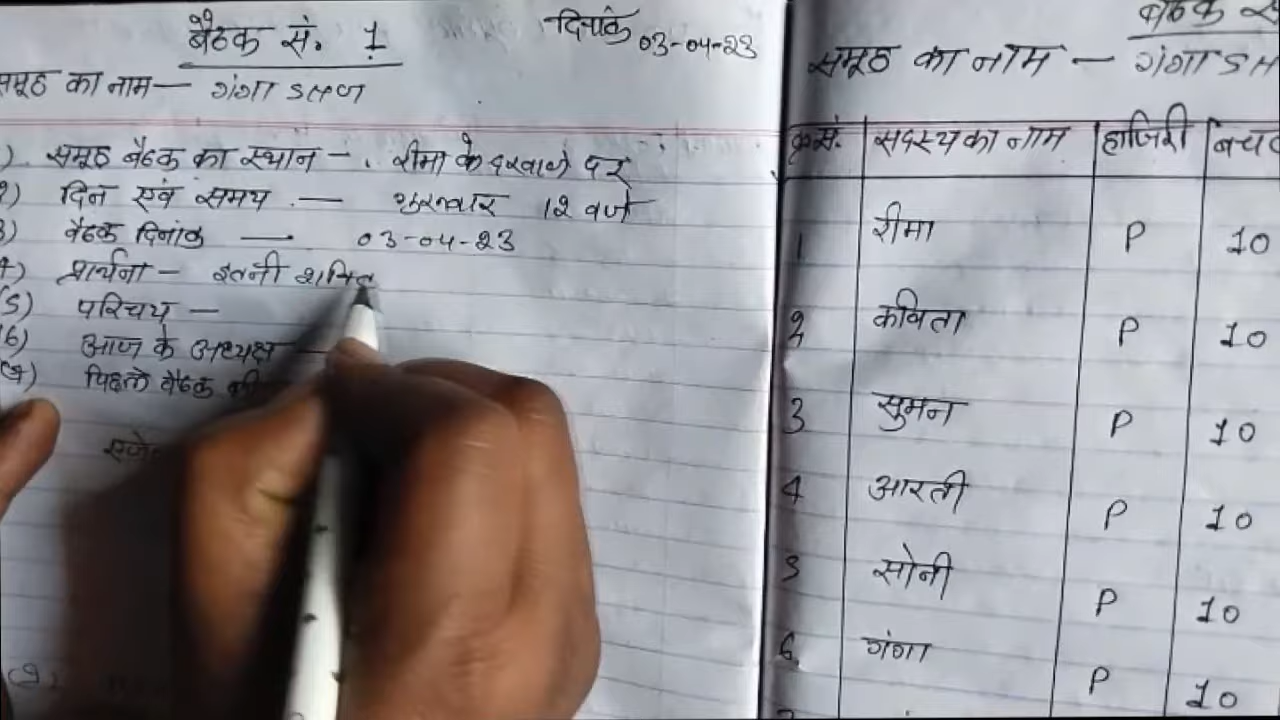 बैठक सं. 1
दिनांक 03-04-23
समूह का नाम — गंगा SHG
) समूह बैठक का स्थान - रीमा के दरवाजे पर
2) दिन एवं समय — शुक्रवार 12 बजे
3) बैठक दिनांक — 03-04-23
4) प्रार्थना - इतनी शक्ति
(5) परिचय —
(6) आज के अध्यक्ष —
(7) पिछले बैठक की
बैठक
समूह का नाम — गंगा SH
क्र.सं. सदस्य का नाम हाजिरी बचत
1 रीमा P 10
2 कविता P 10
3 सुमन P 10
4 आरती P 10
5 सोनी P 10
6 गंगा P 10